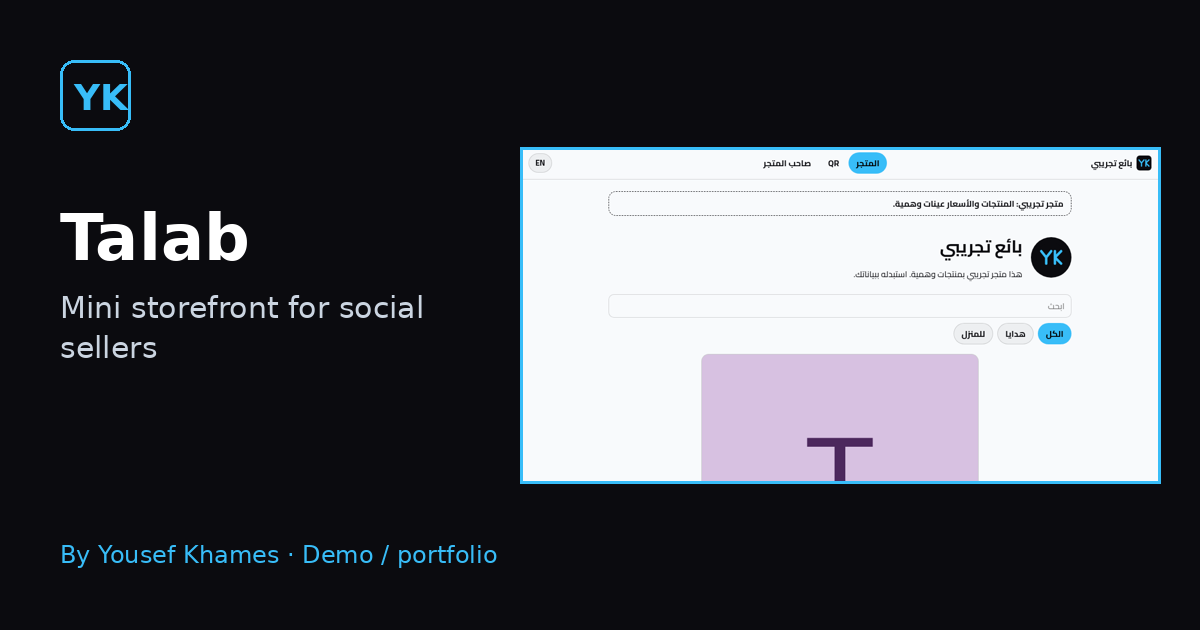 YK
Talab
Mini storefront for social
sellers
بائع تجريبي YK
المتجر QR صاحب المتجر
EN
متجر تجريبي: المنتجات والأسعار عينات وهمية.
YK
بائع تجريبي
هذا متجر تجريبي بمنتجات وهمية. استبدله ببياناتك.
ابحث
الكل هدايا للمنزل
T
By Yousef Khames · Demo / portfolio